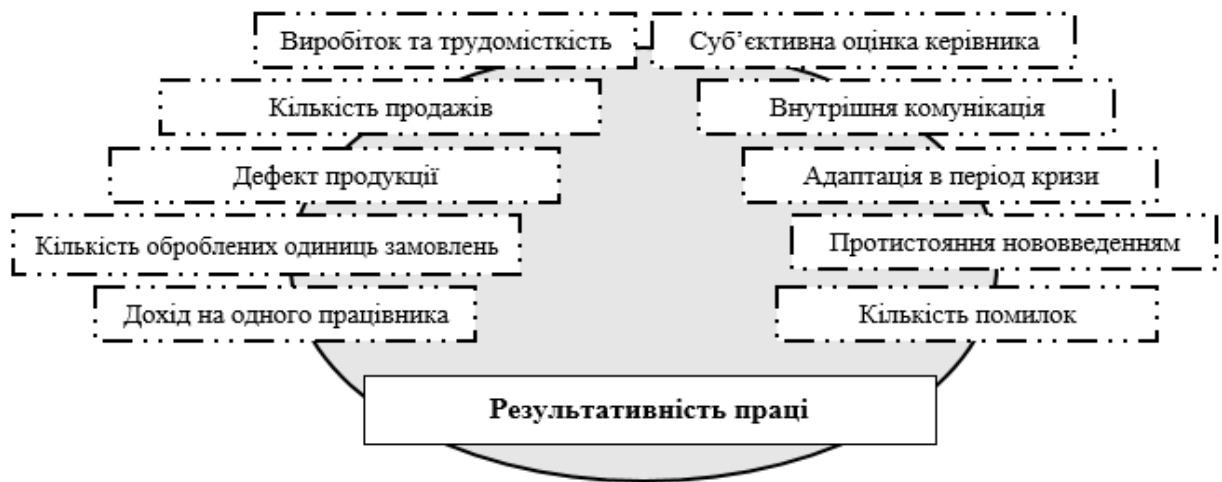 Виробіток та трудомісткість
Суб’єктивна оцінка керівника
Кількість продажів
Внутрішня комунікація
Дефект продукції
Адаптація в період кризи
Кількість оброблених одиниць замовлень
Протистояння нововведенням
Дохід на одного працівника
Кількість помилок
Результативність праці